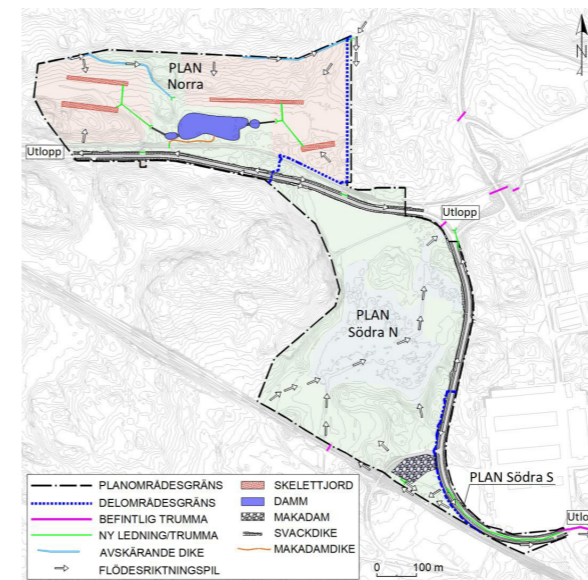 N
PLAN
Norra
Utlopp
Utlopp
PLAN
Södra N
PLAN Södra S
Utlo
PLANOMRÅDESGRÄNS
DELOMRÅDESGRÄNS
BEFINTLIG TRUMMA
NY LEDNING/TRUMMA
AVSKÄRANDE DIKE
FLÖDESRIKTNINGSPIL
SKELETTJORD
DAMM
MAKADAM
SVACKDIKE
MAKADAMDIKE
0 100 m